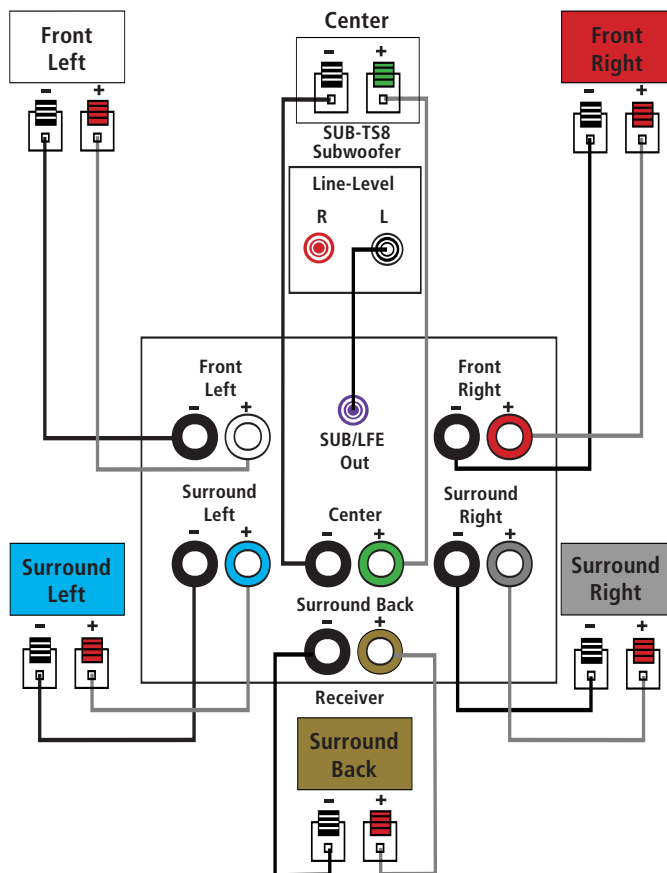 Center
Front
Left
- +
- +
Front
Right
- +
SUB-TS8
Subwoofer
Line-Level
R L
Front
Left
- +
SUB/LFE
Out
Front
Right
- +
Surround
Left
- +
Center
- +
Surround
Right
- +
Surround
Left
- +
Surround
Right
- +
Surround Back
- +
Receiver
Surround
Back
- +